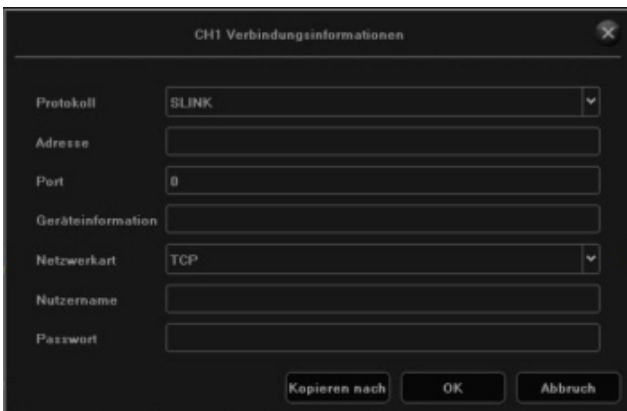 CH1 Verbindungsinformationen
Protokoll SLINK
Adresse
Port 0
Geräteinformation
Netzwerkart TCP
Nutzername
Passwort
Kopieren nach OK Abbruch